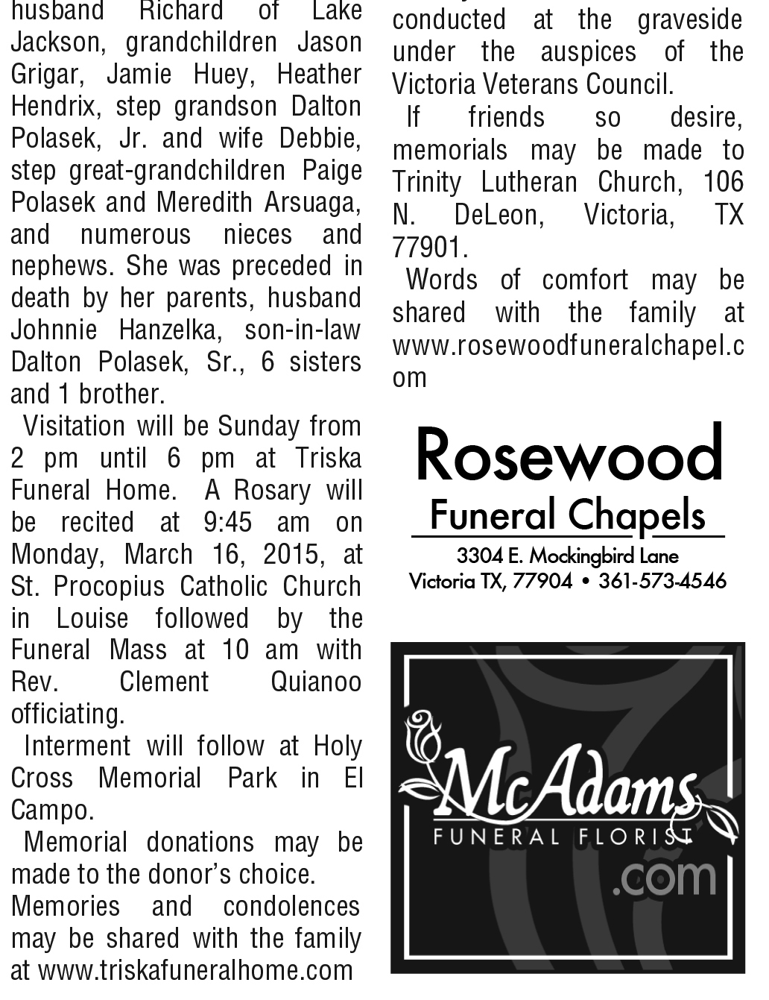 husband Richard of Lake
Jackson, grandchildren Jason
Grigar, Jamie Huey, Heather
Hendrix, step grandson Dalton
Polasek, Jr. and wife Debbie,
step great-grandchildren Paige
Polasek and Meredith Arsuaga,
and numerous nieces and
nephews. She was preceded in
death by her parents, husband
Johnnie Hanzelka, son-in-law
Dalton Polasek, Sr., 6 sisters
and 1 brother.
Visitation will be Sunday from
2 pm until 6 pm at Triska
Funeral Home. A Rosary will
be recited at 9:45 am on
Monday, March 16, 2015, at
St. Procopius Catholic Church
in Louise followed by the
Funeral Mass at 10 am with
Rev. Clement Quianoo
officiating.
Interment will follow at Holy
Cross Memorial Park in El
Campo.
Memorial donations may be
made to the donor’s choice.
Memories and condolences
may be shared with the family
at www.triskafuneralhome.com
conducted at the graveside
under the auspices of the
Victoria Veterans Council.
If friends so desire,
memorials may be made to
Trinity Lutheran Church, 106
N. DeLeon, Victoria, TX
77901.
Words of comfort may be
shared with the family at
www.rosewoodfuneralchapel.c
om
Rosewood
Funeral Chapels
3304 E. Mockingbird Lane
Victoria TX, 77904 • 361-573-4546
McAdams
FUNERAL FLORIST
.com